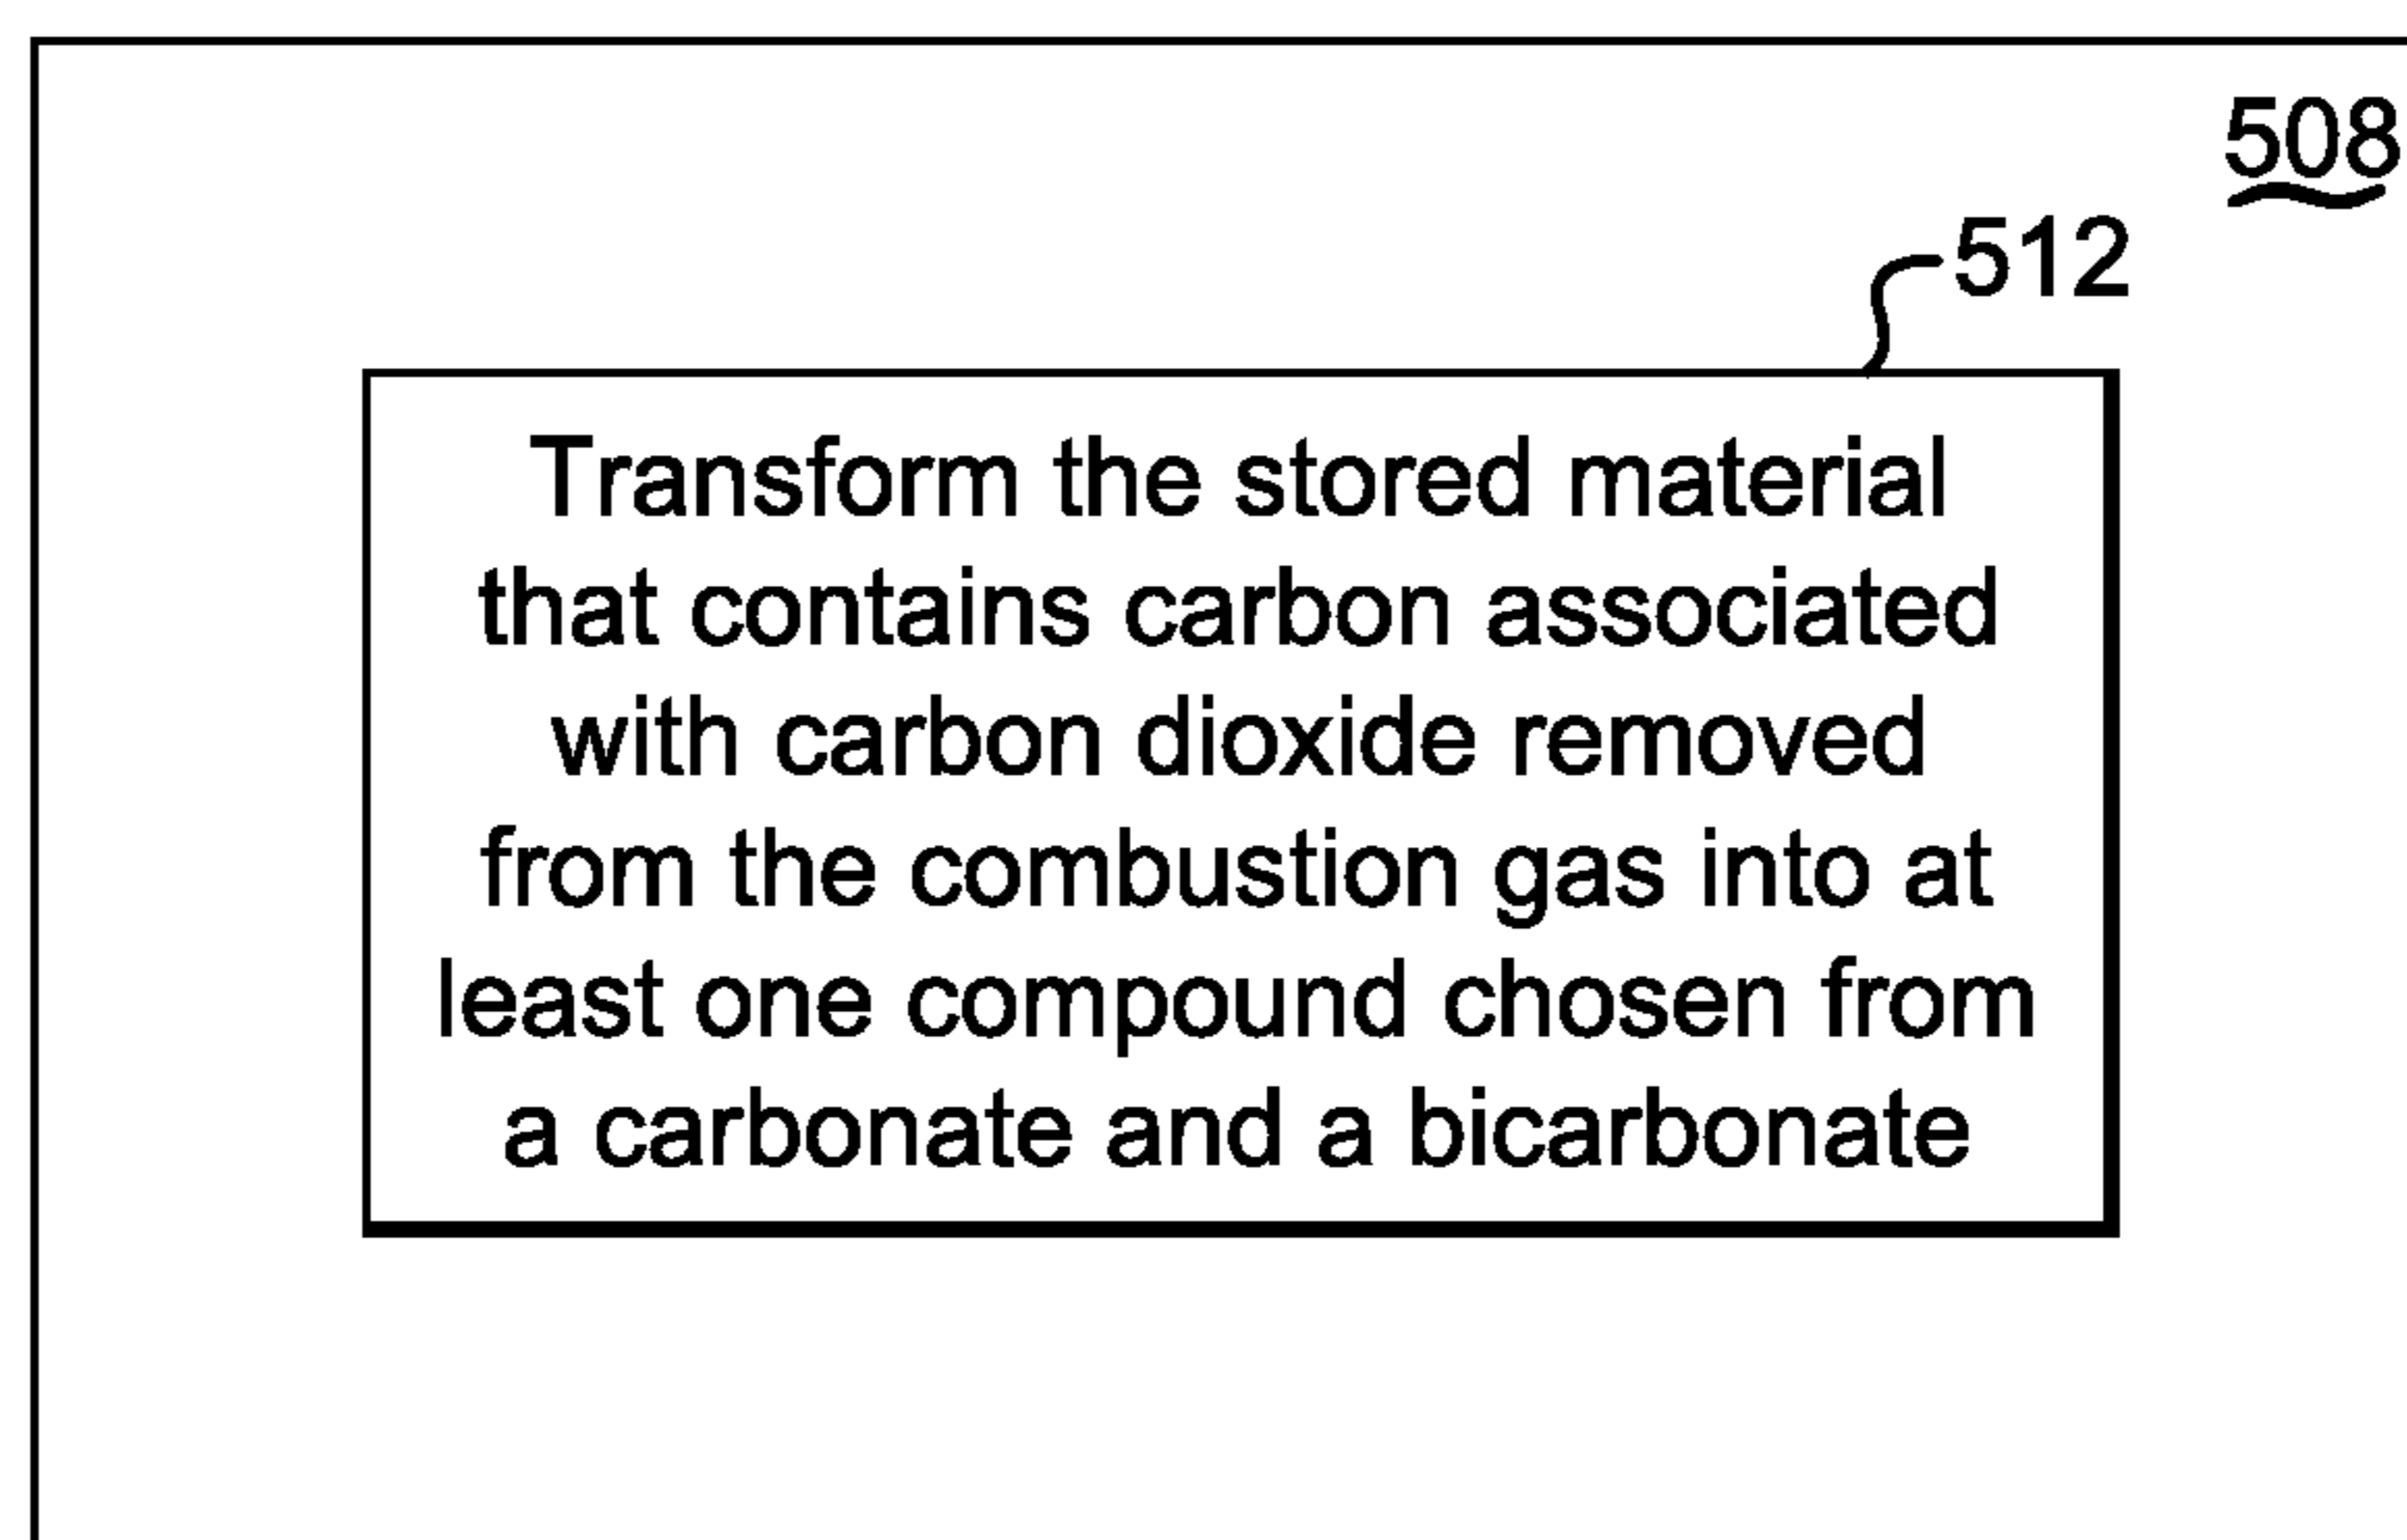 508
512
Transform the stored material
that contains carbon associated
with carbon dioxide removed
from the combustion gas into at
least one compound chosen from
a carbonate and a bicarbonate